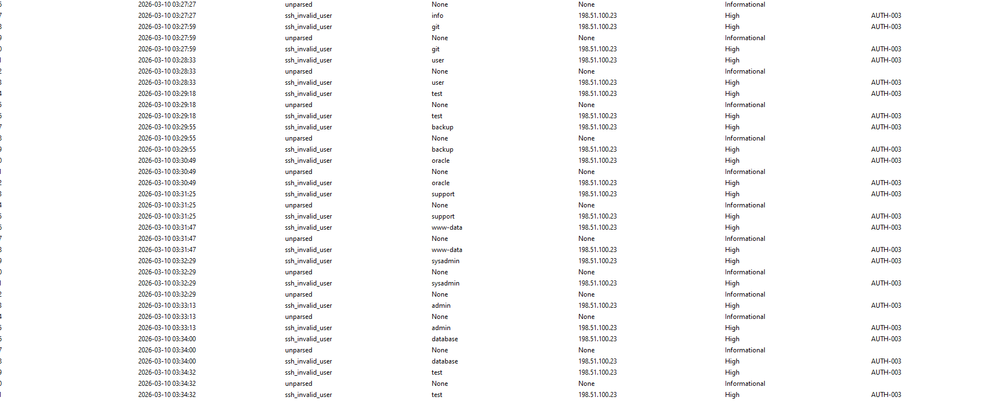 6 2026-03-10 03:27:27 unparsed None None Informational
7 2026-03-10 03:27:27 ssh_invalid_user info 198.51.100.23 High AUTH-003
8 2026-03-10 03:27:59 ssh_invalid_user git 198.51.100.23 High AUTH-003
9 2026-03-10 03:27:59 unparsed None None Informational
0 2026-03-10 03:27:59 ssh_invalid_user git 198.51.100.23 High AUTH-003
1 2026-03-10 03:28:33 ssh_invalid_user user 198.51.100.23 High AUTH-003
2 2026-03-10 03:28:33 unparsed None None Informational
3 2026-03-10 03:28:33 ssh_invalid_user user 198.51.100.23 High AUTH-003
4 2026-03-10 03:29:18 ssh_invalid_user test 198.51.100.23 High AUTH-003
5 2026-03-10 03:29:18 unparsed None None Informational
6 2026-03-10 03:29:18 ssh_invalid_user test 198.51.100.23 High AUTH-003
7 2026-03-10 03:29:55 ssh_invalid_user backup 198.51.100.23 High AUTH-003
8 2026-03-10 03:29:55 unparsed None None Informational
9 2026-03-10 03:29:55 ssh_invalid_user backup 198.51.100.23 High AUTH-003
0 2026-03-10 03:30:49 ssh_invalid_user oracle 198.51.100.23 High AUTH-003
1 2026-03-10 03:30:49 unparsed None None Informational
2 2026-03-10 03:30:49 ssh_invalid_user oracle 198.51.100.23 High AUTH-003
3 2026-03-10 03:31:25 ssh_invalid_user support 198.51.100.23 High AUTH-003
4 2026-03-10 03:31:25 unparsed None None Informational
5 2026-03-10 03:31:25 ssh_invalid_user support 198.51.100.23 High AUTH-003
6 2026-03-10 03:31:47 ssh_invalid_user www-data 198.51.100.23 High AUTH-003
7 2026-03-10 03:31:47 unparsed None None Informational
8 2026-03-10 03:31:47 ssh_invalid_user www-data 198.51.100.23 High AUTH-003
9 2026-03-10 03:32:29 ssh_invalid_user sysadmin 198.51.100.23 High AUTH-003
0 2026-03-10 03:32:29 unparsed None None Informational
1 2026-03-10 03:32:29 ssh_invalid_user sysadmin 198.51.100.23 High AUTH-003
2 2026-03-10 03:32:29 unparsed None None Informational
3 2026-03-10 03:33:13 ssh_invalid_user admin 198.51.100.23 High AUTH-003
4 2026-03-10 03:33:13 unparsed None None Informational
5 2026-03-10 03:33:13 ssh_invalid_user admin 198.51.100.23 High AUTH-003
6 2026-03-10 03:34:00 ssh_invalid_user database 198.51.100.23 High AUTH-003
7 2026-03-10 03:34:00 unparsed None None Informational
8 2026-03-10 03:34:00 ssh_invalid_user database 198.51.100.23 High AUTH-003
9 2026-03-10 03:34:32 ssh_invalid_user test 198.51.100.23 High AUTH-003
0 2026-03-10 03:34:32 unparsed None None Informational
1 2026-03-10 03:34:32 ssh_invalid_user test 198.51.100.23 High AUTH-003